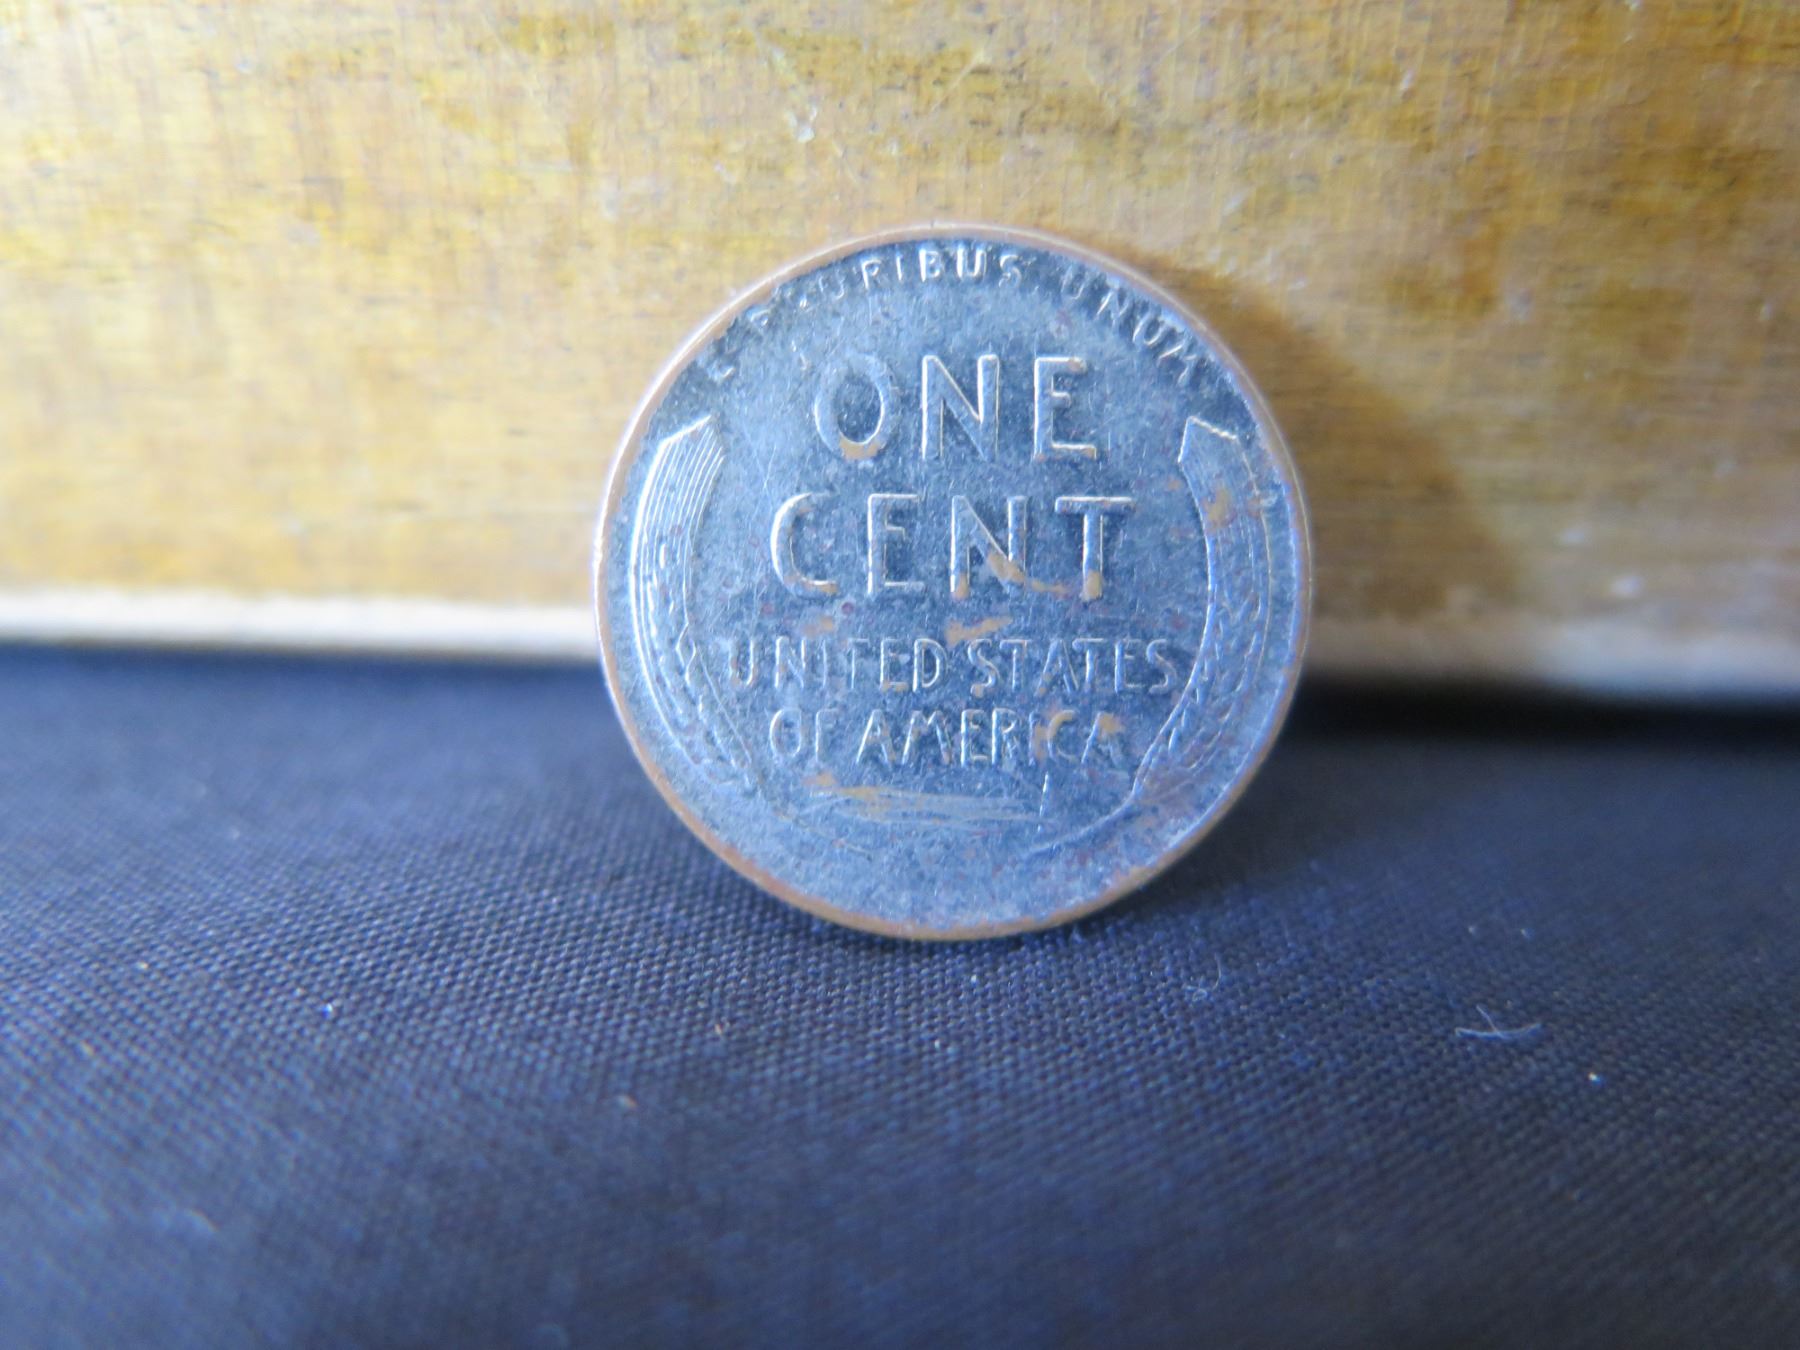 E PLURIBUS UNUM
ONE
CENT
UNITED STATES
OF AMERICA